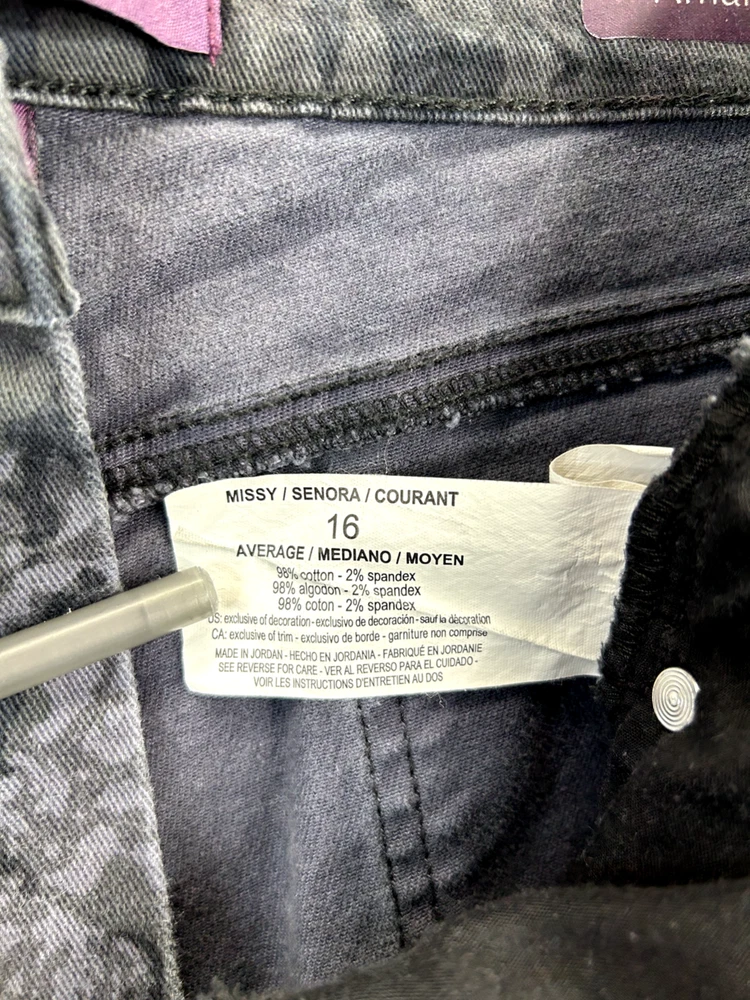 MISSY / SENORA / COURANT
16
AVERAGE / MEDIANO / MOYEN
98% cotton - 2% spandex
98% algodon - 2% spandex
98% coton - 2% spandex
US: exclusive of decoration-exclusivo de decoración-sauf la décoration
CA: exclusive of trim - exclusivo de borde - garniture non comprise
MADE IN JORDAN - HECHO EN JORDANIA - FABRIQUÉ EN JORDANIE
SEE REVERSE FOR CARE - VER AL REVERSO PARA EL CUIDADO -
VOIR LES INSTRUCTIONS D'ENTRETIEN AU DOS